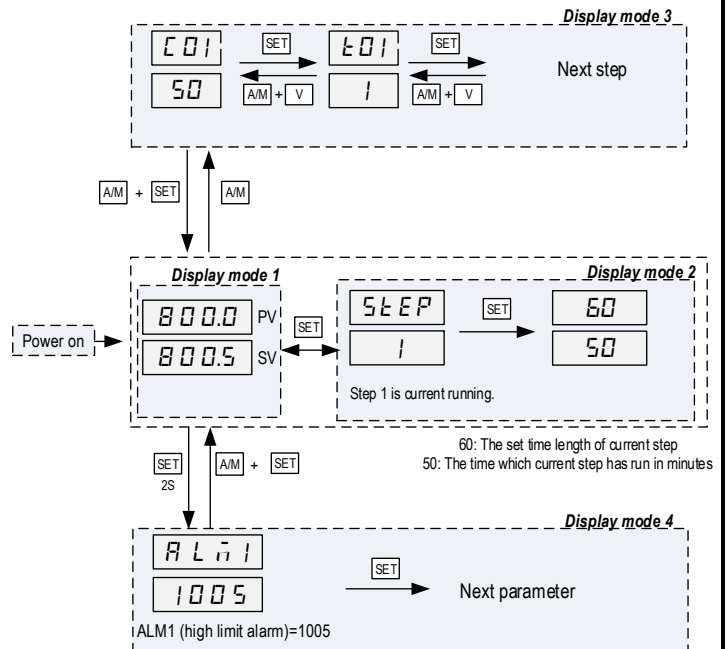 Display mode 3
C 01 SET t01 SET
Next step
50 A/M + V 1 A/M + V
A/M + SET A/M
Display mode 1 Display mode 2
800.0 PV StEP SET 60
Power on SET
800.5 SV 1 50
Step 1 is current running.
60: The set time length of current step
SET A/M + SET 50: The time which current step has run in minutes
2S
Display mode 4
ALM1 SET
Next parameter
1005
ALM1 (high limit alarm)=1005